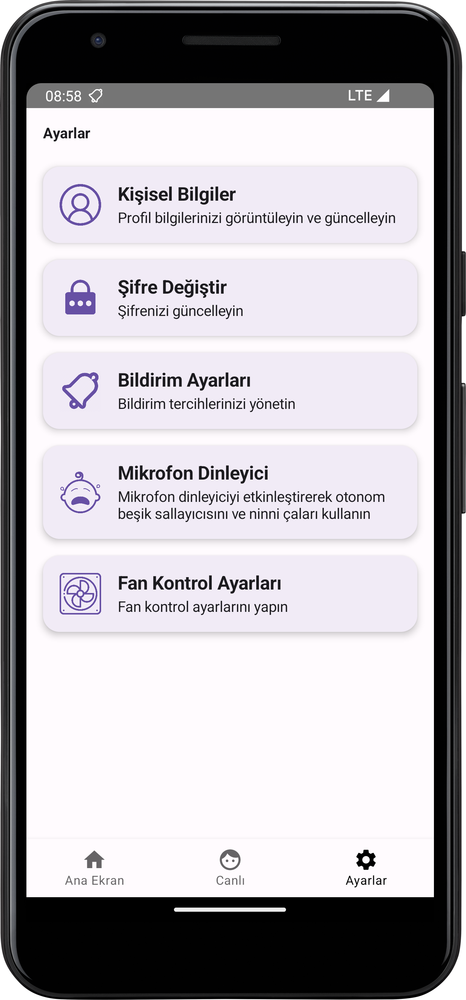 08:58
LTE
Ayarlar
Kişisel Bilgiler
Profil bilgilerinizi görüntüleyin ve güncelleyin
Şifre Değiştir
Şifrenizi güncelleyin
Bildirim Ayarları
Bildirim tercihlerinizi yönetin
Mikrofon Dinleyici
Mikrofon dinleyiciyi etkinleştirerek otonom
beşik sallayıcısını ve ninni çaları kullanın
Fan Kontrol Ayarları
Fan kontrol ayarlarını yapın
Ana Ekran
Canlı
Ayarlar